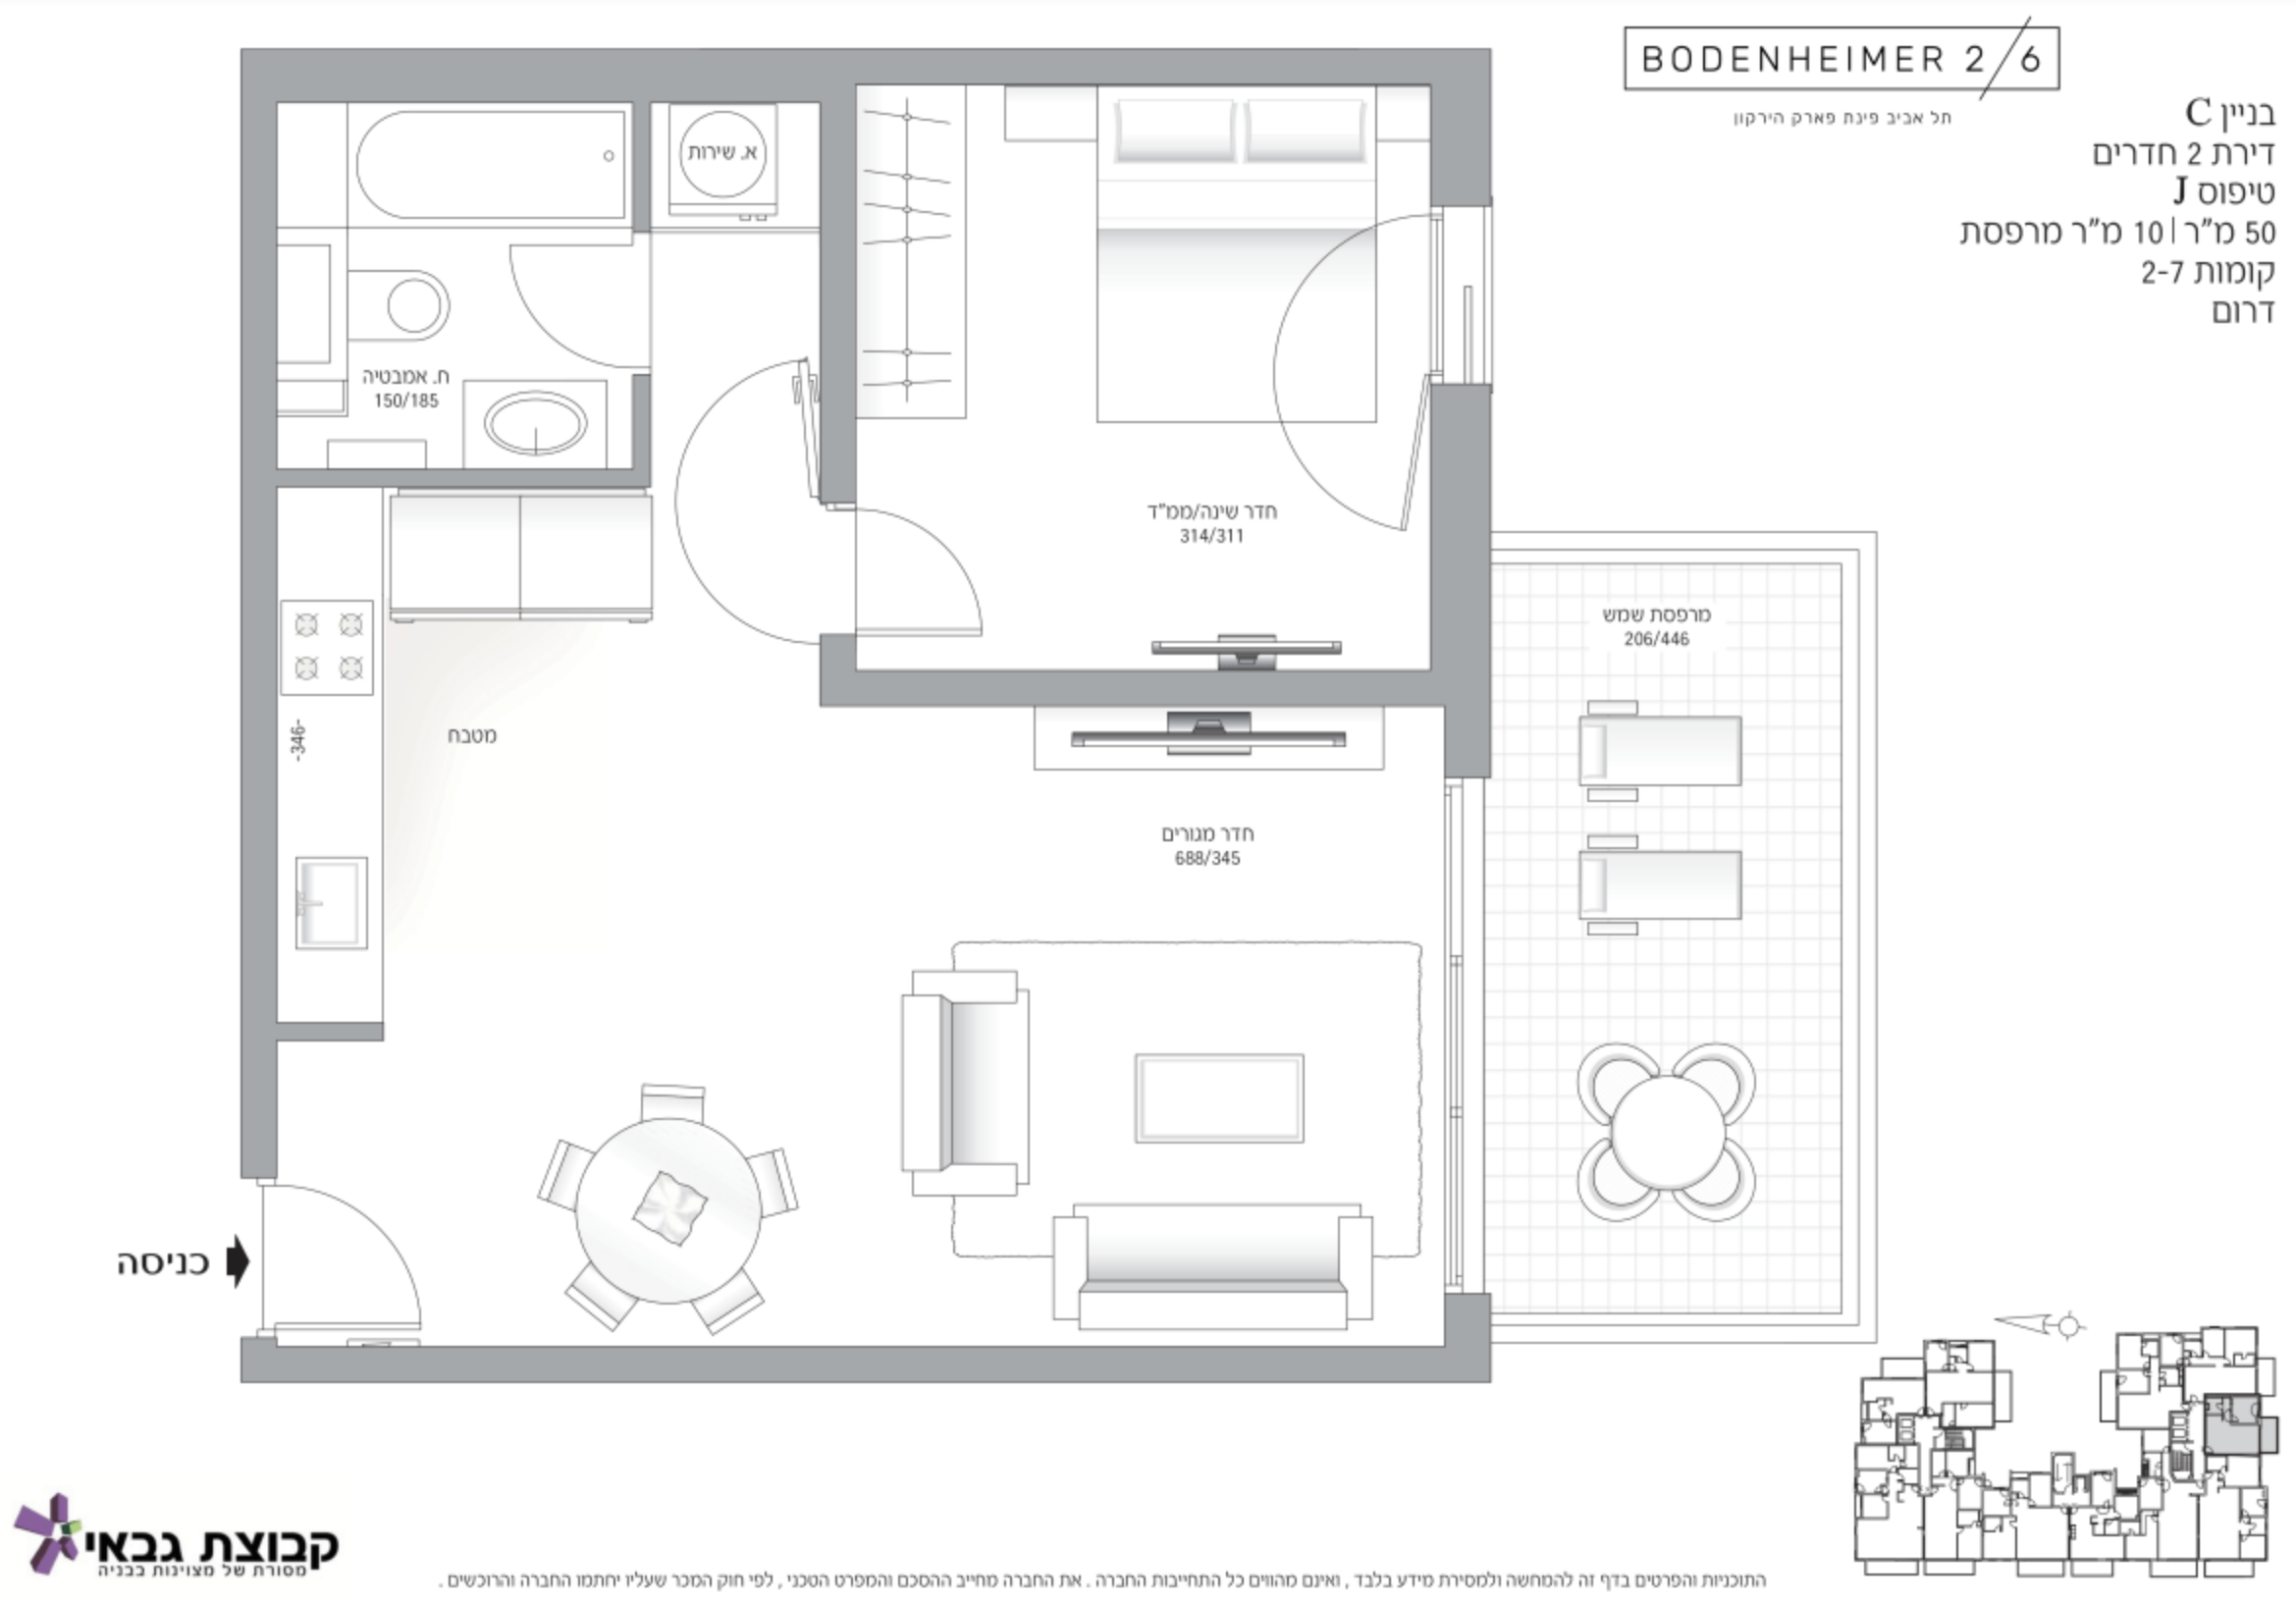 BODENHEIMER 2/6
תל אביב פינת פארק הירקון
בניין C
דירת 2 חדרים
טיפוס J
50 מ"ר | 10 מ"ר מרפסת
קומות 2-7
דרום
א. שירות
ח. אמבטיה
150/185
חדר שינה/ממ"ד
314/311
מרפסת שמש
206/446
מטבח
-346-
חדר מגורים
688/345
כניסה
קבוצת גבאי
מסורת של מצוינות בבניה
התוכניות והפרטים בדף זה להמחשה ולמסירת מידע בלבד , ואינם מהווים כל התחייבות החברה . את החברה מחייב ההסכם והמפרט הטכני , לפי חוק המכר שעליו יחתמו החברה והרוכשים .